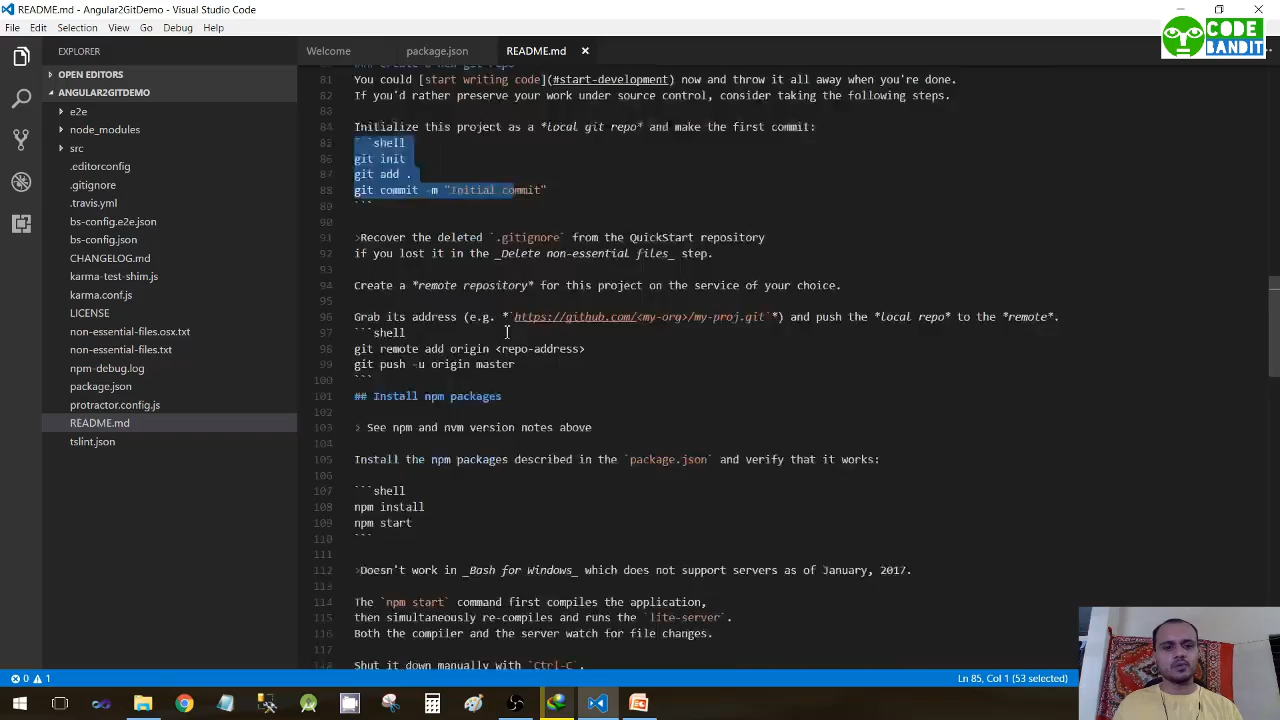 README.md - Angular2GitDemo - Visual Studio Code
File Edit Selection View Go Debug Help
CODE
BANDIT
EXPLORER
Welcome package.json README.md
OPEN EDITORS
ANGULAR2GITDEMO
e2e
node_modules
src
.editorconfig
.gitignore
.travis.yml
bs-config.e2e.json
bs-config.json
CHANGELOG.md
karma-test-shim.js
karma.conf.js
LICENSE
non-essential-files.osx.txt
non-essential-files.txt
npm-debug.log
package.json
protractor.config.js
README.md
tslint.json
81 You could [start writing code](#start-development) now and throw it all away when you're done.
82 If you'd rather preserve your work under source control, consider taking the following steps.
83
84 Initialize this project as a *local git repo* and make the first commit:
85 ```shell
86 git init
87 git add .
88 git commit -m "Initial commit"
89 ```
90
91 >Recover the deleted `.gitignore` from the QuickStart repository
92 if you lost it in the _Delete non-essential files_ step.
93
94 Create a *remote repository* for this project on the service of your choice.
95
96 Grab its address (e.g. *`https://github.com/<my-org>/my-proj.git`*) and push the *local repo* to the *remote*.
97 ```shell
98 git remote add origin <repo-address>
99 git push -u origin master
100 ```
101 ## Install npm packages
102
103 > See npm and nvm version notes above
104
105 Install the npm packages described in the `package.json` and verify that it works:
106
107 ```shell
108 npm install
109 npm start
110 ```
111
112 >Doesn't work in _Bash for Windows_ which does not support servers as of January, 2017.
113
114 The `npm start` command first compiles the application,
115 then simultaneously re-compiles and runs the `lite-server`.
116 Both the compiler and the server watch for file changes.
117
118 Shut it down manually with `Ctrl-C`.
0 1 Ln 85, Col 1 (53 selected)